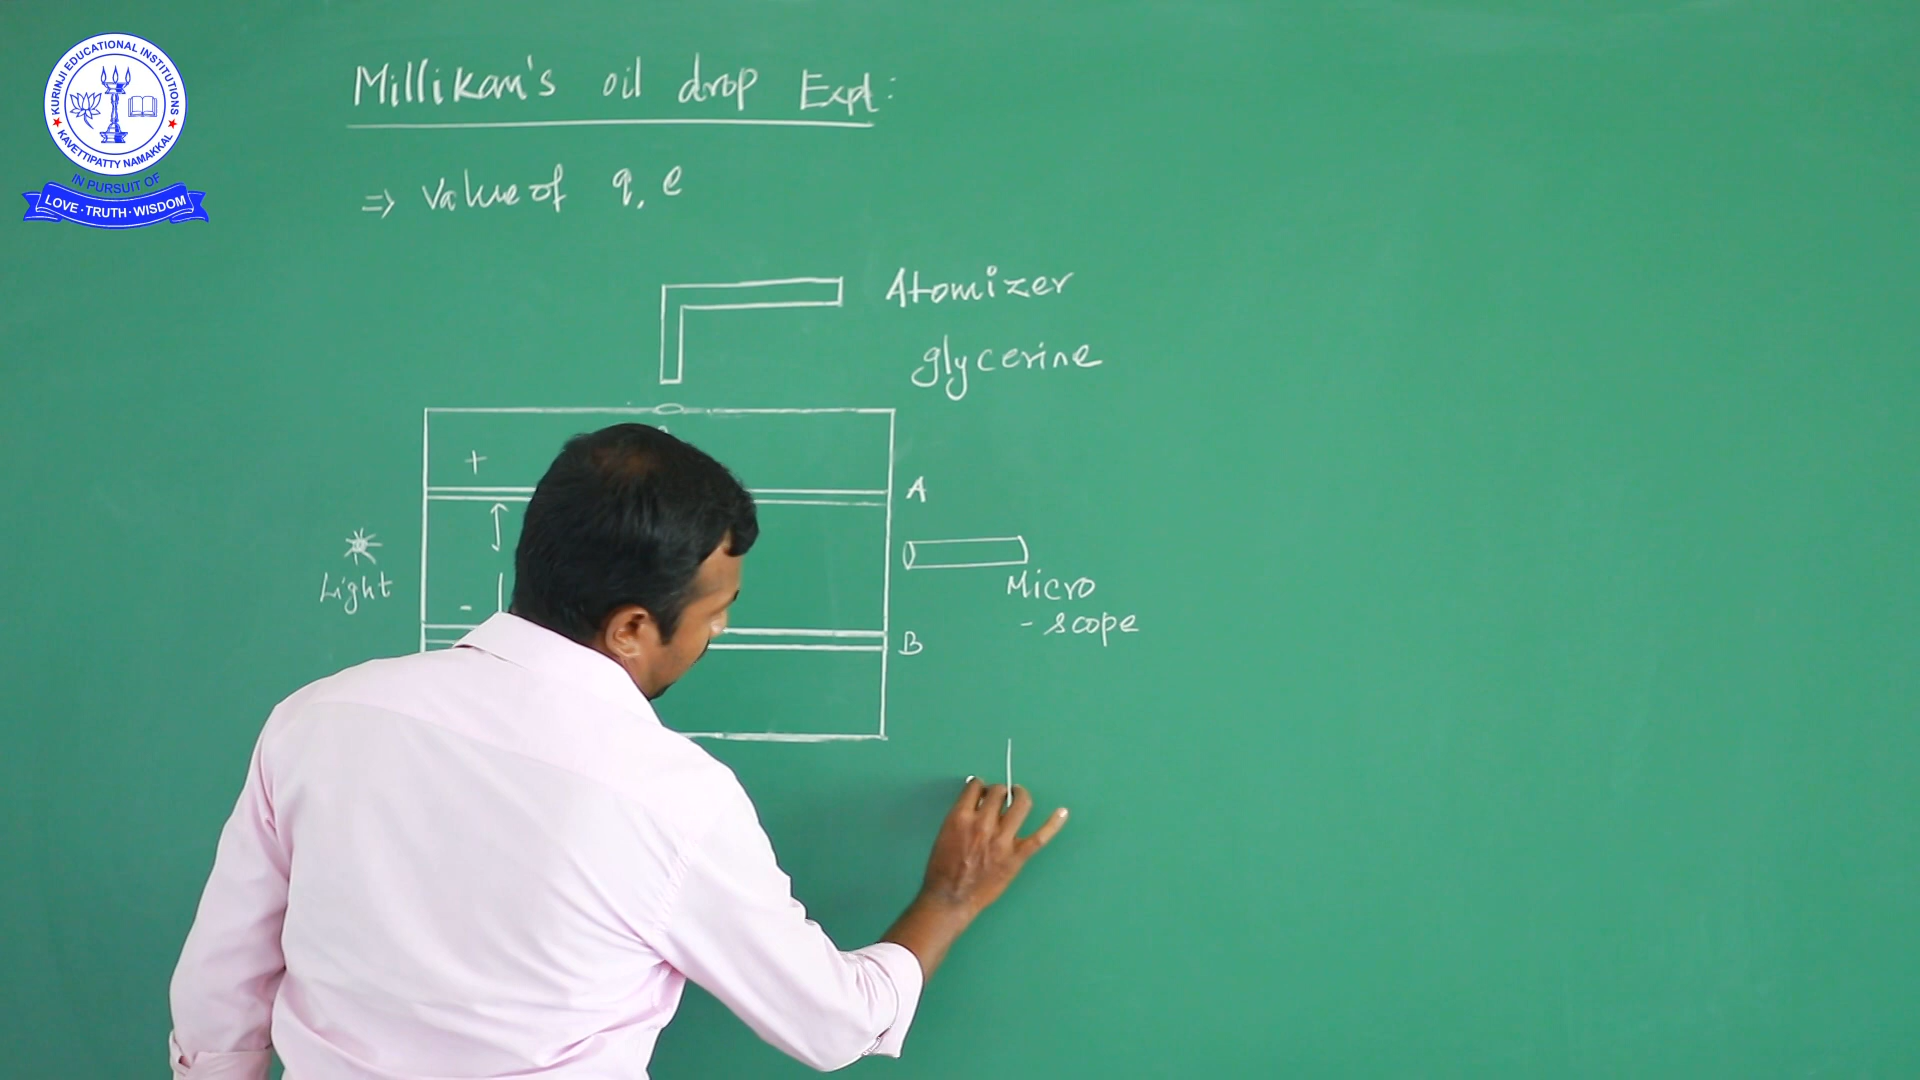 KURINJI EDUCATIONAL INSTITUTIONS
KAVETTIPATTY NAMAKKAL
IN PURSUIT OF
LOVE · TRUTH · WISDOM
Millikan's oil drop Expt:
⇒ Value of q, e
Atomizer
glycerine
+
A
Light
Micro
- scope
-
B